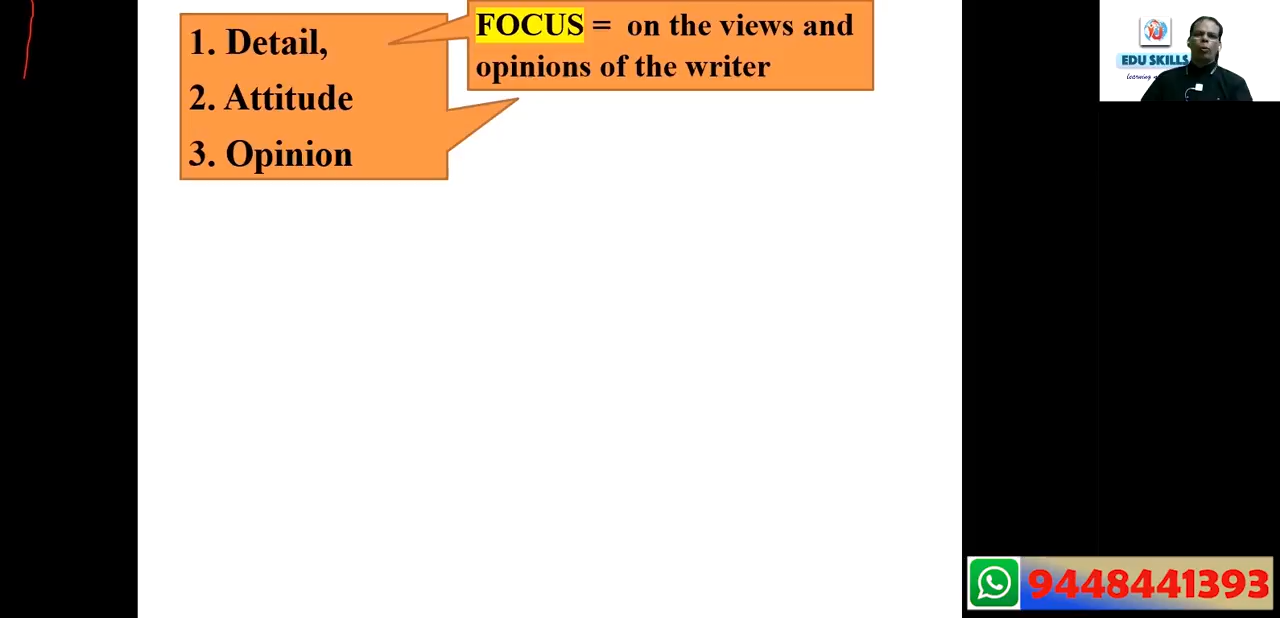 1. Detail,
2. Attitude
3. Opinion
FOCUS = on the views and
opinions of the writer
EDU SKILLS
9448441393